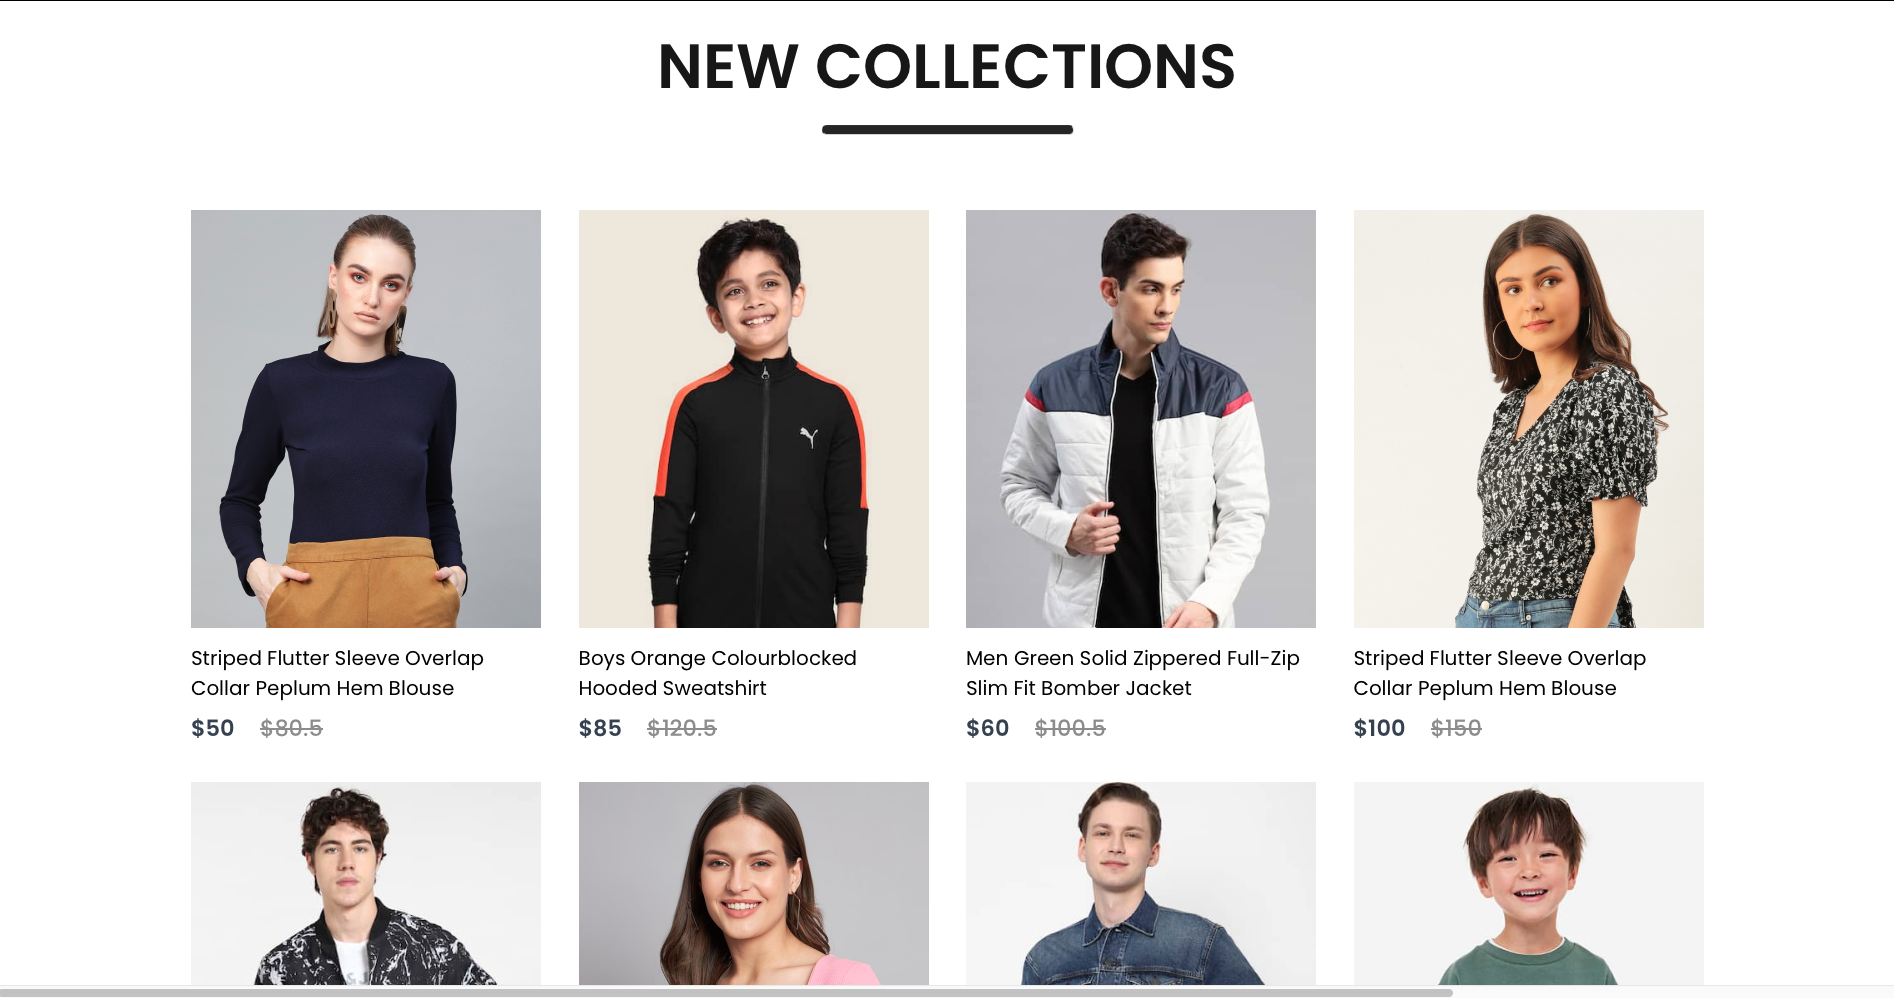 NEW COLLECTIONS
Striped Flutter Sleeve Overlap
Collar Peplum Hem Blouse
$50 $80.5
Boys Orange Colourblocked
Hooded Sweatshirt
$85 $120.5
Men Green Solid Zippered Full-Zip
Slim Fit Bomber Jacket
$60 $100.5
Striped Flutter Sleeve Overlap
Collar Peplum Hem Blouse
$100 $150